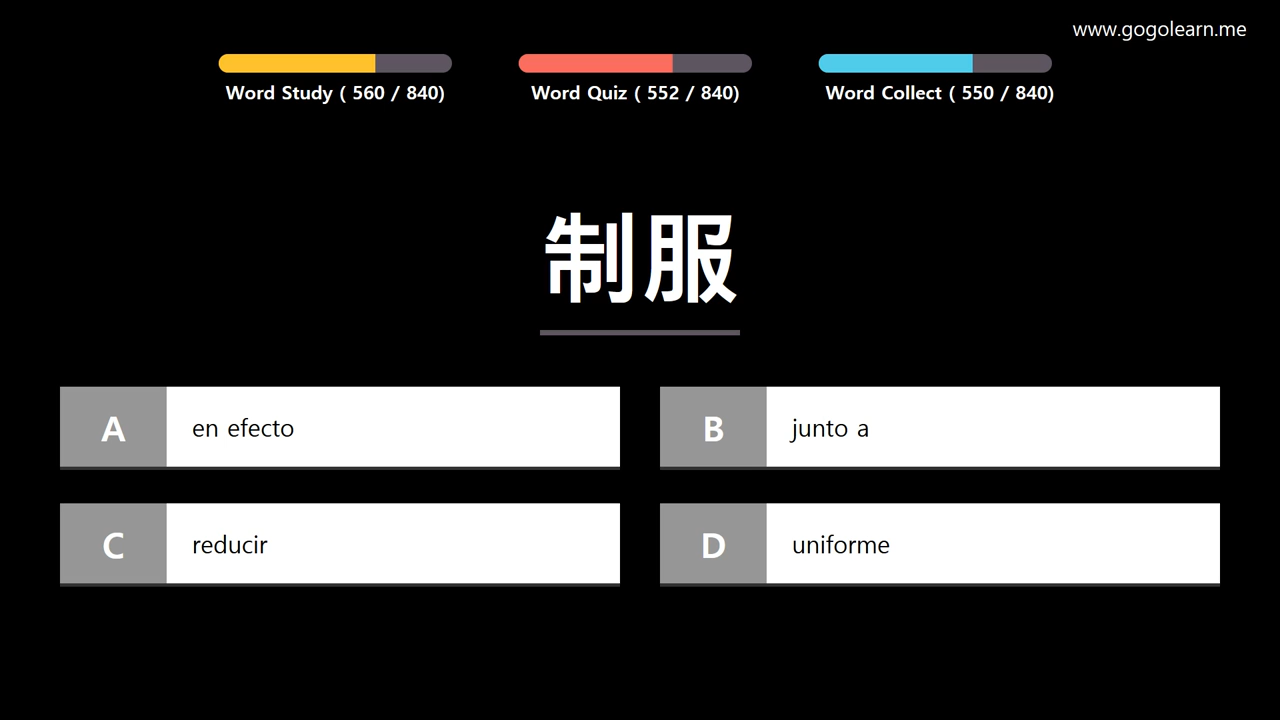 www.gogolearn.me
Word Study ( 560 / 840)
Word Quiz ( 552 / 840)
Word Collect ( 550 / 840)
制服
A
en efecto
B
junto a
C
reducir
D
uniforme